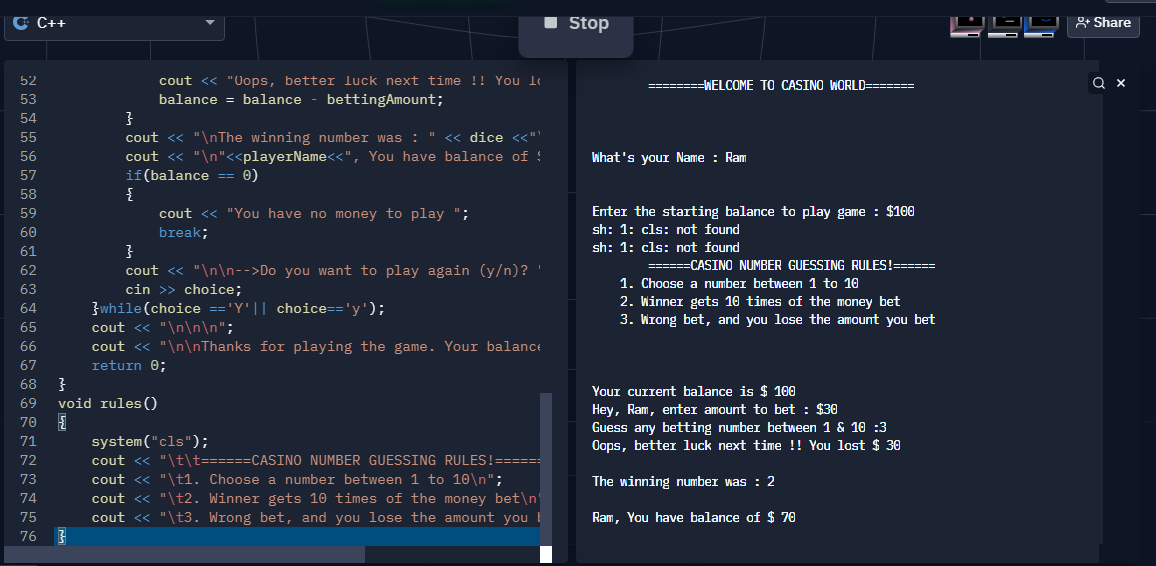 C++
Stop
Share
52 cout << "Oops, better luck next time !! You lo
53 balance = balance - bettingAmount;
54 }
55 cout << "\nThe winning number was : " << dice <<"
56 cout << "\n"<<playerName<<", You have balance of $
57 if(balance == 0)
58 {
59 cout << "You have no money to play ";
60 break;
61 }
62 cout << "\n\n-->Do you want to play again (y/n)? "
63 cin >> choice;
64 }while(choice =='Y'|| choice=='y');
65 cout << "\n\n\n";
66 cout << "\n\nThanks for playing the game. Your balance
67 return 0;
68 }
69 void rules()
70 {
71 system("cls");
72 cout << "\t\t======CASINO NUMBER GUESSING RULES!======
73 cout << "\t1. Choose a number between 1 to 10\n";
74 cout << "\t2. Winner gets 10 times of the money bet\n"
75 cout << "\t3. Wrong bet, and you lose the amount you b
76 }
========WELCOME TO CASINO WORLD=======
What's your Name : Ram
Enter the starting balance to play game : $100
sh: 1: cls: not found
sh: 1: cls: not found
======CASINO NUMBER GUESSING RULES!======
1. Choose a number between 1 to 10
2. Winner gets 10 times of the money bet
3. Wrong bet, and you lose the amount you bet
Your current balance is $ 100
Hey, Ram, enter amount to bet : $30
Guess any betting number between 1 & 10 :3
Oops, better luck next time !! You lost $ 30
The winning number was : 2
Ram, You have balance of $ 70